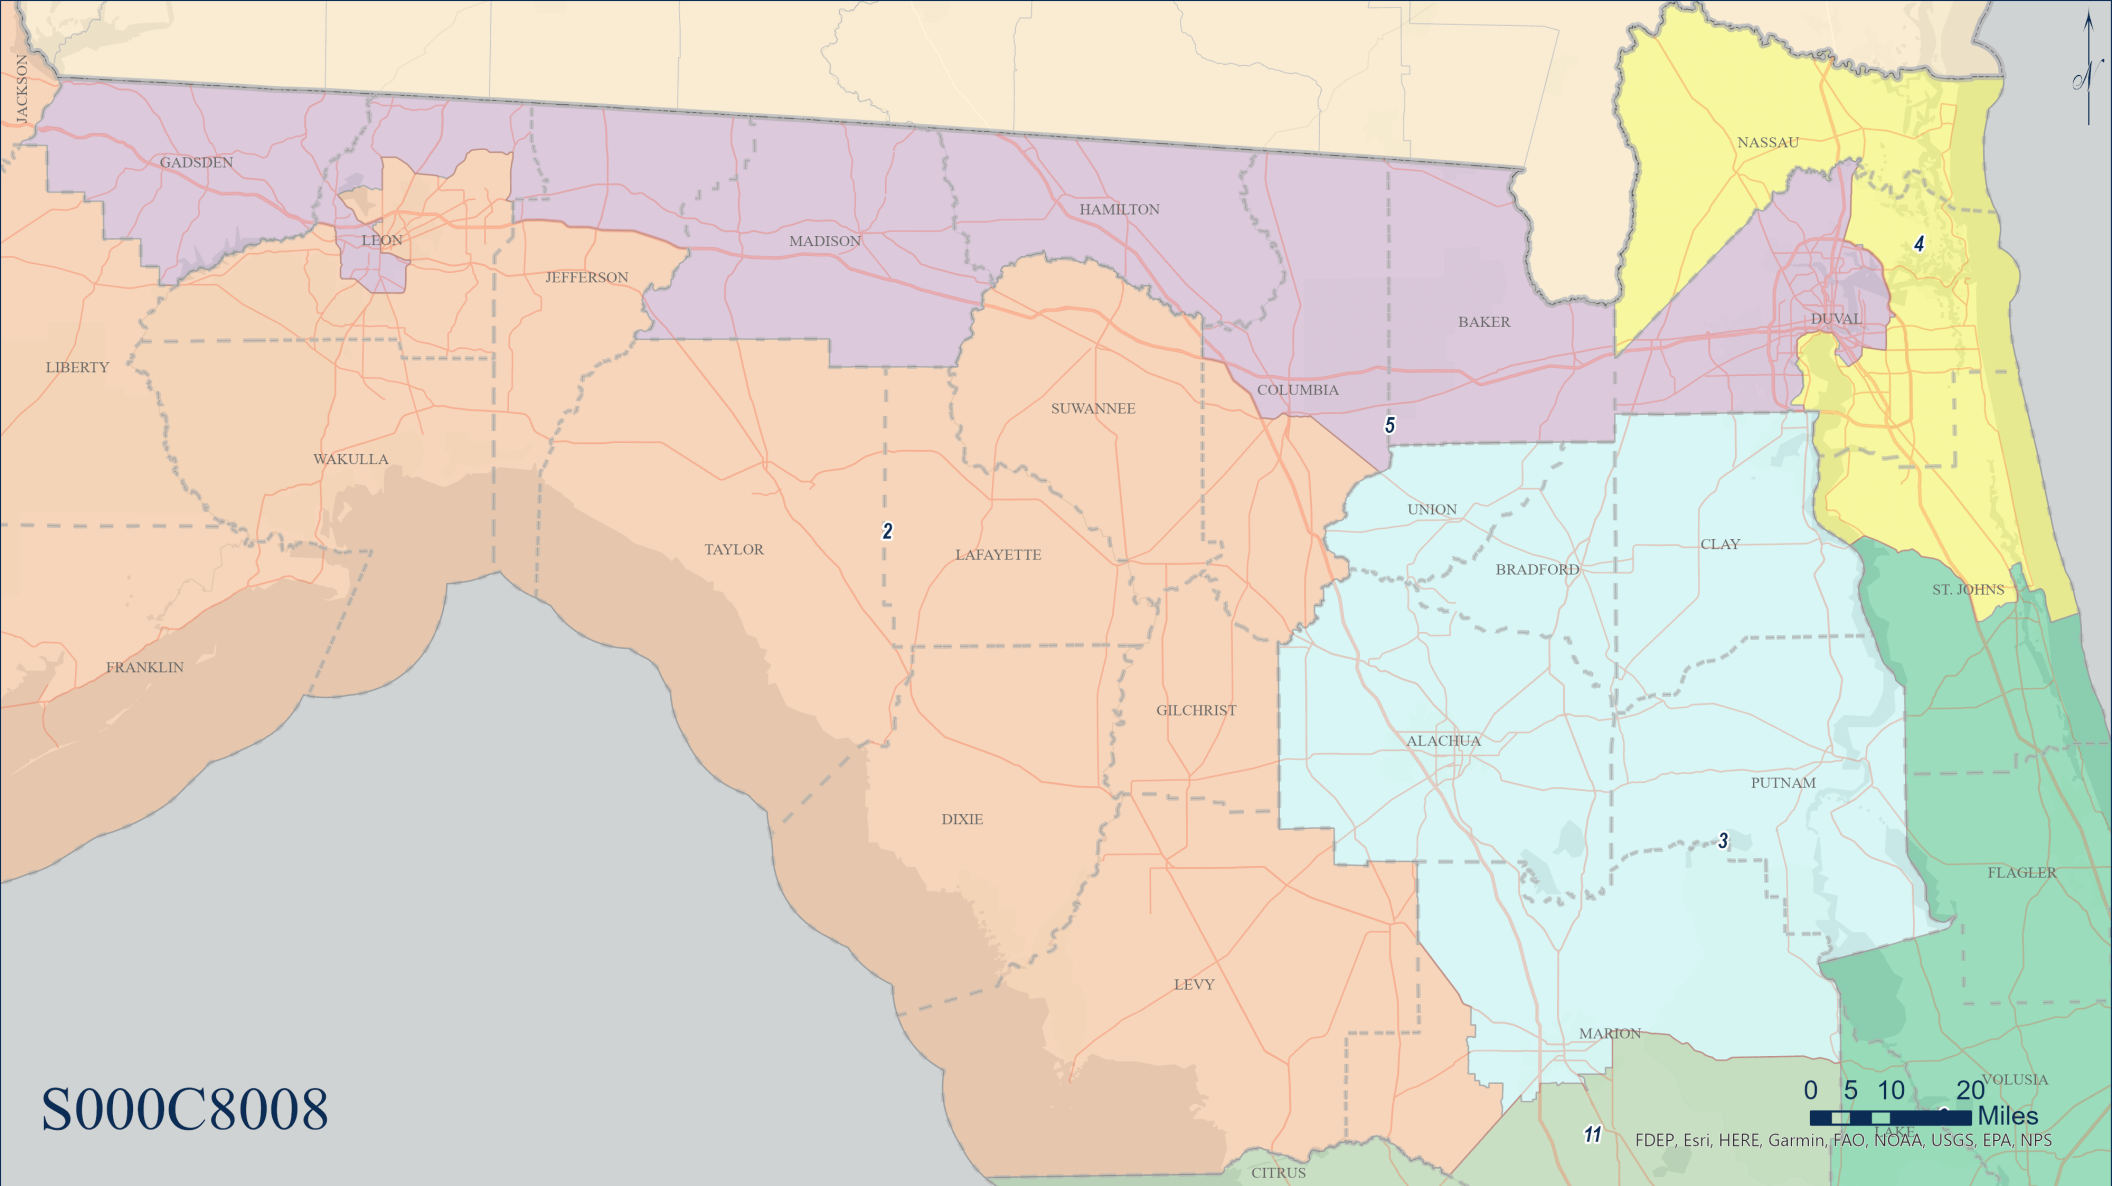 JACKSON
N
NASSAU
GADSDEN
HAMILTON
LEON
MADISON
4
JEFFERSON
BAKER
DUVAL
LIBERTY
COLUMBIA
SUWANNEE
5
WAKULLA
UNION
2
TAYLOR
LAFAYETTE
CLAY
BRADFORD
ST. JOHNS
FRANKLIN
GILCHRIST
ALACHUA
PUTNAM
DIXIE
3
FLAGLER
LEVY
MARION
VOLUSIA
0 5 10 20
Miles
S000C8008
11
LAKE
FDEP, Esri, HERE, Garmin, FAO, NOAA, USGS, EPA, NPS
CITRUS